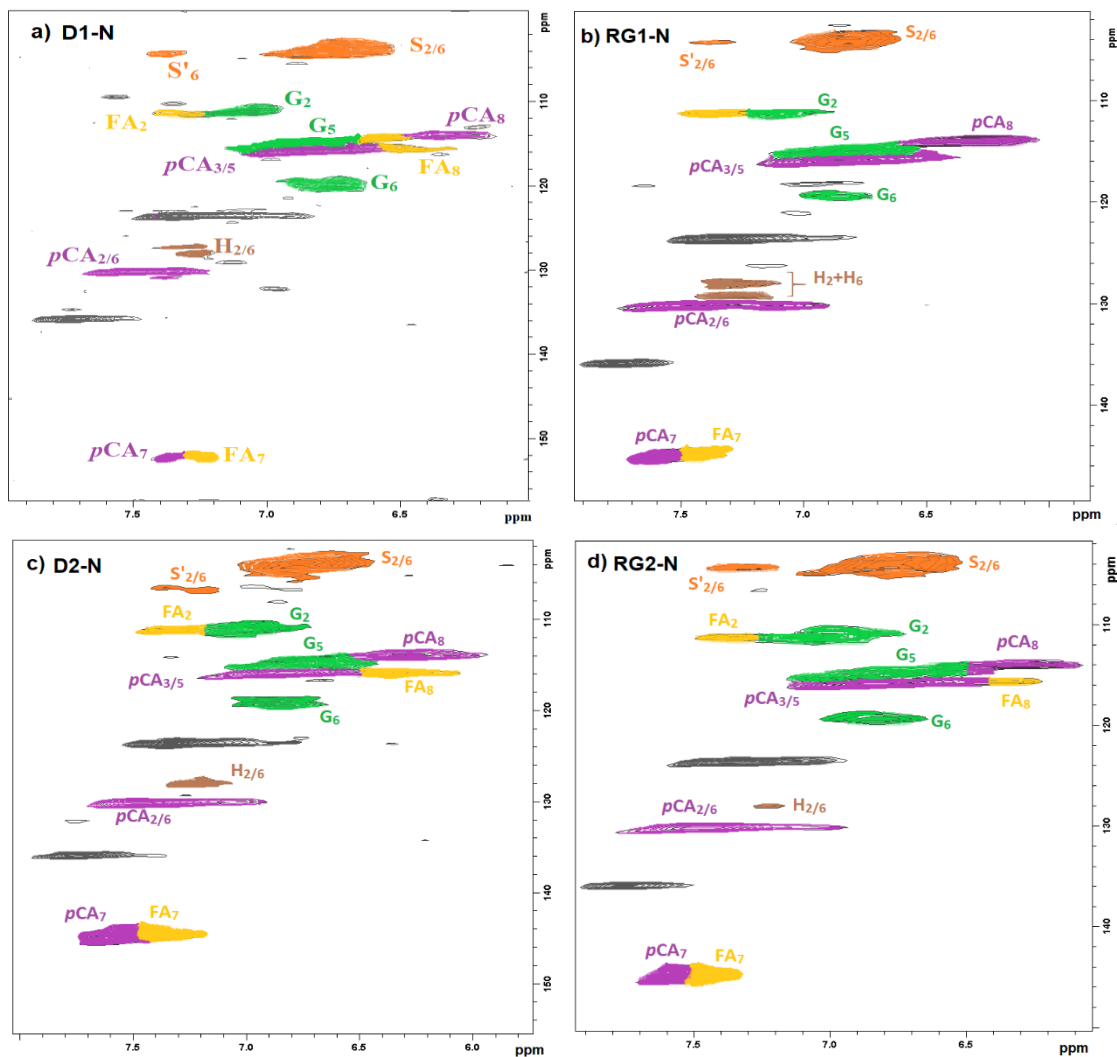 a) D1-N
S'6
S2/6
FA2
G2
G5
pCA8
pCA3/5
FA8
G6
H2/6
pCA2/6
pCA7
FA7
110
120
130
140
150
ppm
7.5
7.0
6.5
ppm
b) RG1-N
S'2/6
S2/6
FA2
G2
G5
pCA8
pCA3/5
G6
H2+H6
pCA2/6
pCA7
FA7
ppm
110
120
130
140
7.5
7.0
6.5
ppm
c) D2-N
S'2/6
S2/6
FA2
G2
G5
pCA8
pCA3/5
FA8
G6
H2/6
pCA2/6
pCA7
FA7
ppm
110
120
130
140
150
7.5
7.0
6.5
6.0
ppm
d) RG2-N
S'2/6
S2/6
FA2
G2
G5
pCA8
pCA3/5
FA8
G6
H2/6
pCA2/6
pCA7
FA7
ppm
110
120
130
140
7.5
7.0
6.5
ppm